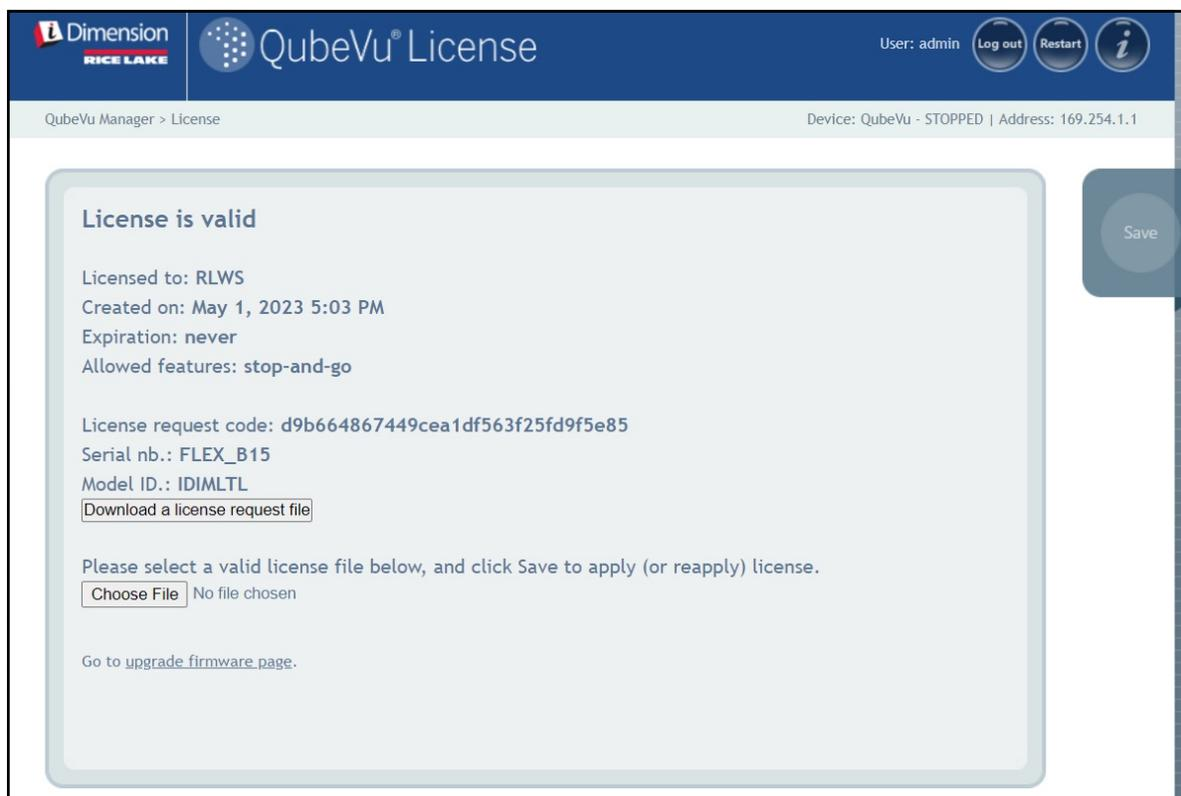 i Dimension
RICE LAKE
QubeVu® License
User: admin
Log out
Restart
i
QubeVu Manager > License
Device: QubeVu - STOPPED | Address: 169.254.1.1
License is valid
Save
Licensed to: RLWS
Created on: May 1, 2023 5:03 PM
Expiration: never
Allowed features: stop-and-go
License request code: d9b664867449cea1df563f25fd9f5e85
Serial nb.: FLEX_B15
Model ID.: IDIMLTL
Download a license request file
Please select a valid license file below, and click Save to apply (or reapply) license.
Choose File No file chosen
Go to upgrade firmware page.